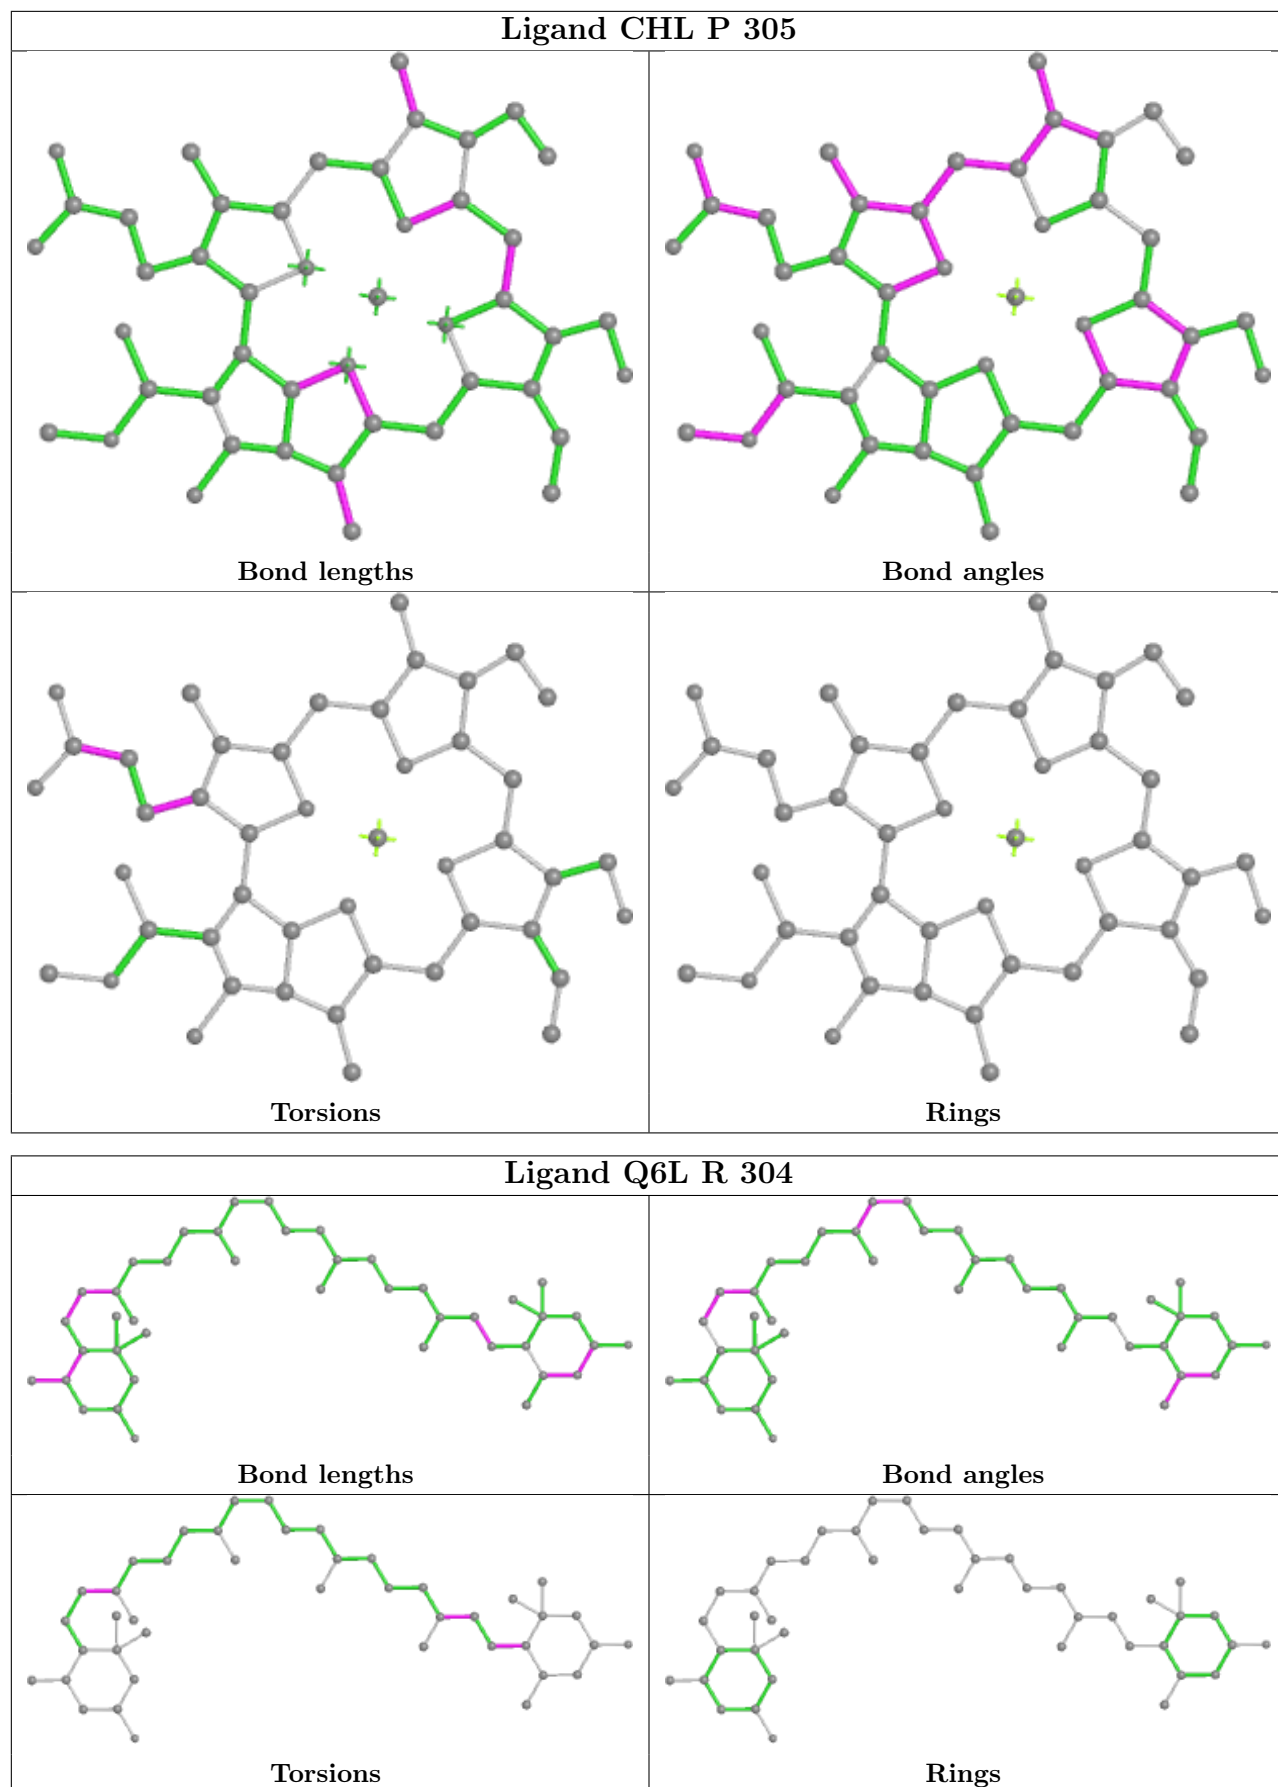 Ligand CHL P 305
Bond lengths
Bond angles
Torsions
Rings
Ligand Q6L R 304
Bond lengths
Bond angles
Torsions
Rings